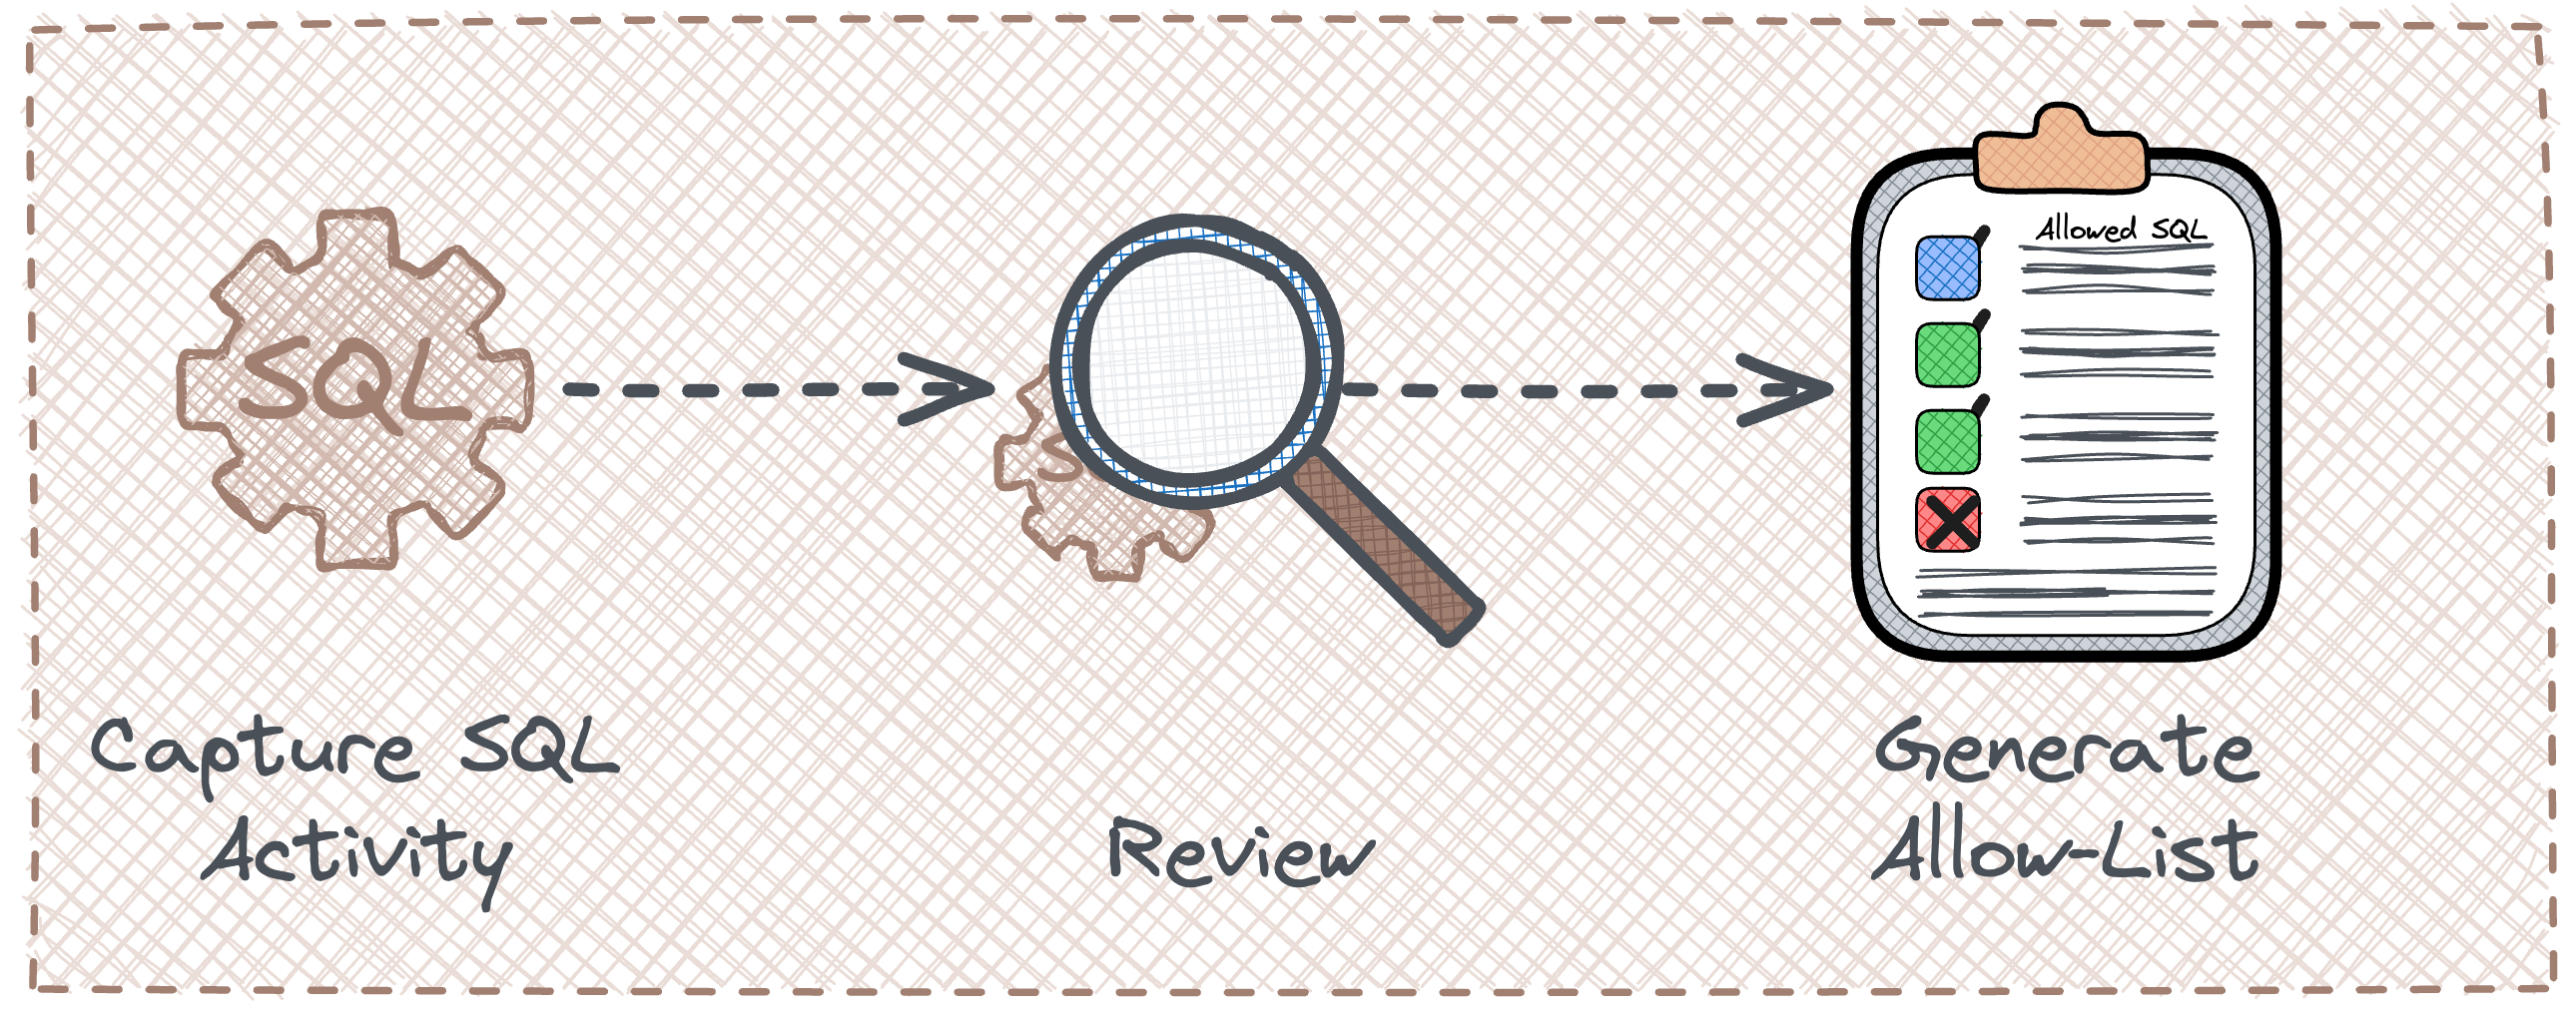 SQL
S
Allowed SQL
Capture SQL
Activity
Review
Generate
Allow-List